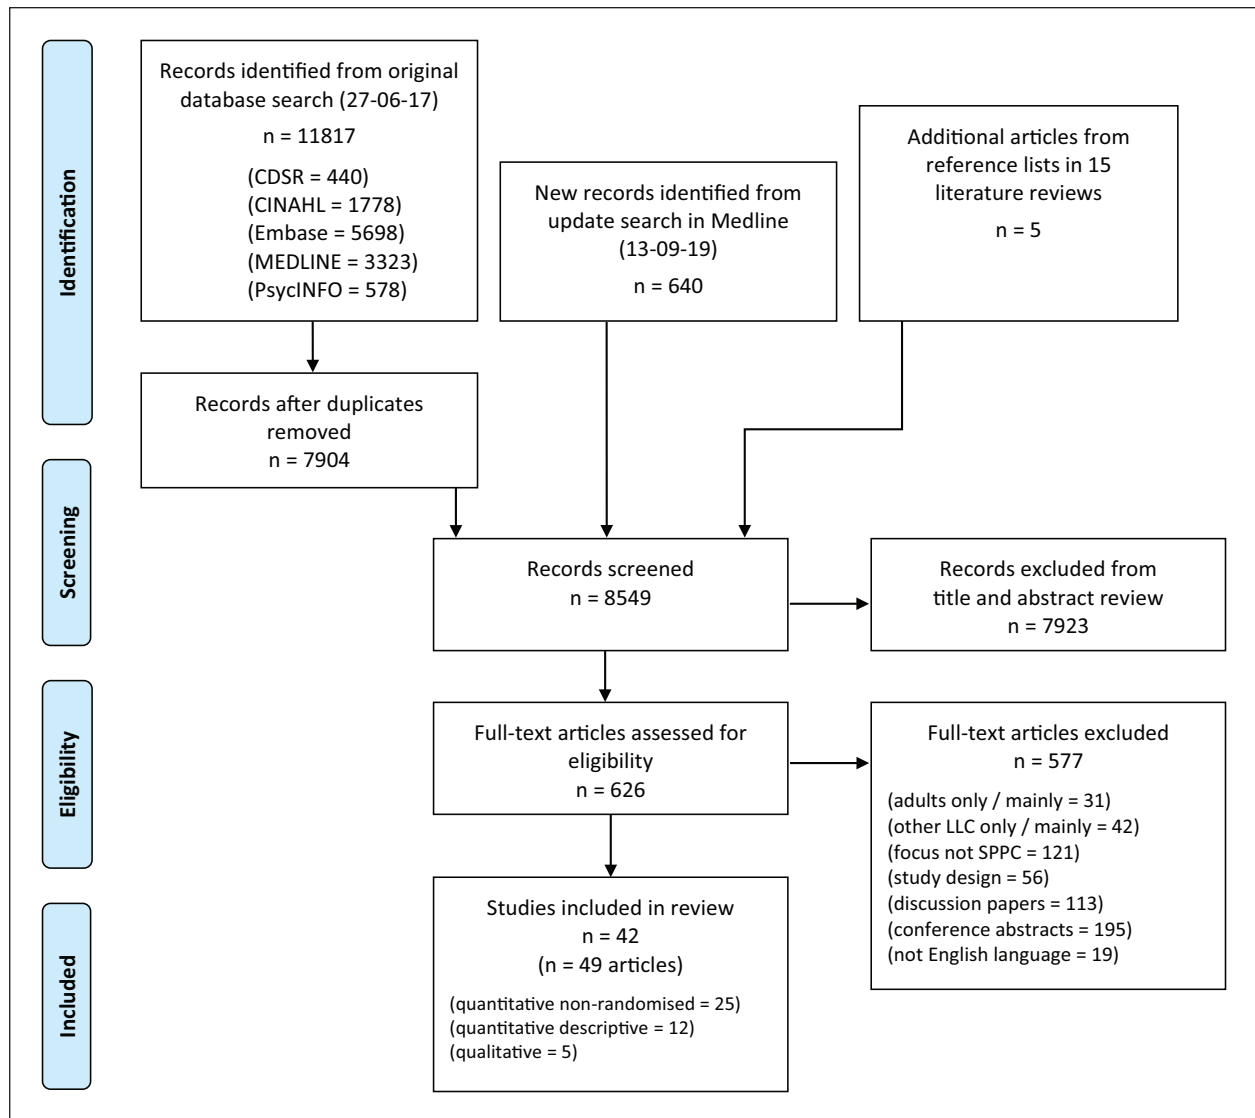 Identification
Records identified from original
database search (27-06-17)
n = 11817
(CDSR = 440)
(CINAHL = 1778)
(Embase = 5698)
(MEDLINE = 3323)
(PsycINFO = 578)
New records identified from
update search in Medline
(13-09-19)
n = 640
Additional articles from
reference lists in 15
literature reviews
n = 5
Records after duplicates
removed
n = 7904
Screening
Records screened
n = 8549
Records excluded from
title and abstract review
n = 7923
Eligibility
Full-text articles assessed for
eligibility
n = 626
Full-text articles excluded
n = 577
(adults only / mainly = 31)
(other LLC only / mainly = 42)
(focus not SPPC = 121)
(study design = 56)
(discussion papers = 113)
(conference abstracts = 195)
(not English language = 19)
Included
Studies included in review
n = 42
(n = 49 articles)
(quantitative non-randomised = 25)
(quantitative descriptive = 12)
(qualitative = 5)